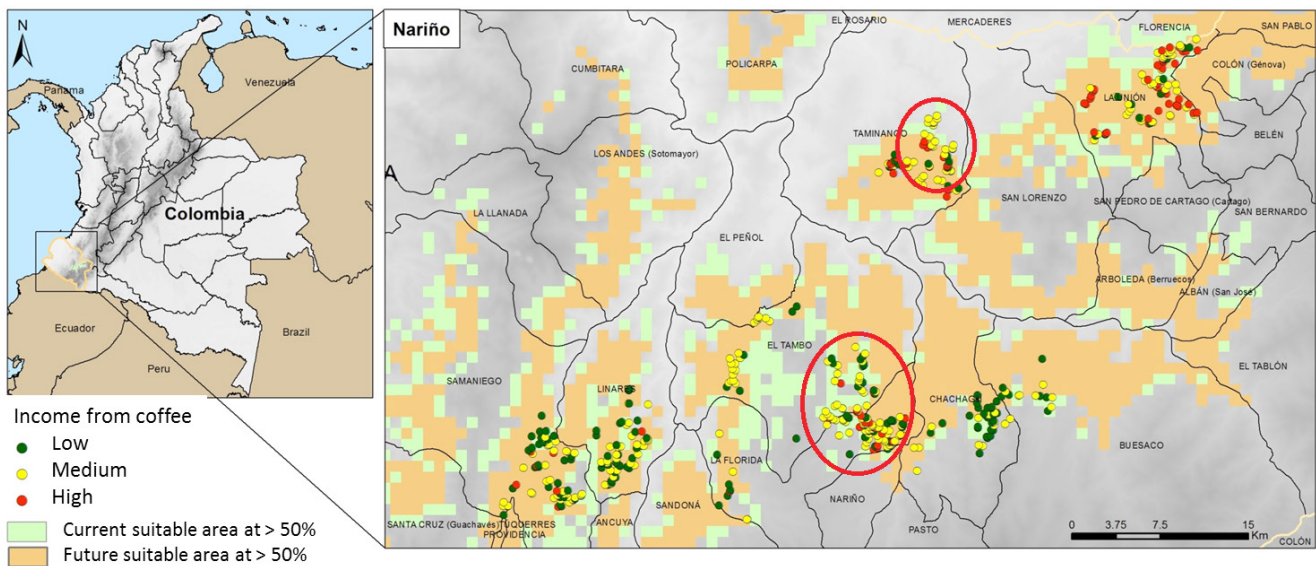 N
Panama
Venezuela
Colombia
Ecuador
Peru
Brazil
Income from coffee
Low
Medium
High
Current suitable area at > 50%
Future suitable area at > 50%
Nariño
EL ROSARIO
MERCADERES
FLORENCIA
SAN PABLO
CUMBITARA
POLICARPA
COLÓN (Génova)
LA UNIÓN
TAMINANGO
BELÉN
LOS ANDES (Sotomayor)
A
SAN LORENZO
SAN PEDRO DE CARTAGO (Cartago)
SAN BERNARDO
LA LLANADA
EL PEÑOL
ARBOLEDA (Berruecos)
ALBÁN (San José)
EL TAMBO
SAMANIEGO
LINARES
CHACHAGÜ
EL TABLÓN
BUESACO
LA FLORIDA
NARIÑO
SANDONÁ
SANTA CRUZ (Guachavés)
TÚQUERRES
ANCUYA
PASTO
PROVIDENCIA
0 3.75 7.5 15
Km
COLÓN